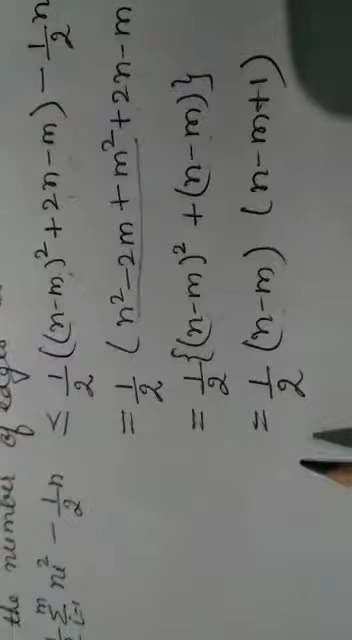 the number of edges
½ Σ_{i=1}^{m} nᵢ² − ½n ≤ ½((n−m)² + 2n − m) − ½n
= ½(n² − 2m + m² + 2n − m
= ½{(n−m)² + (n−m)}
= ½(n−m) (n−m+1)